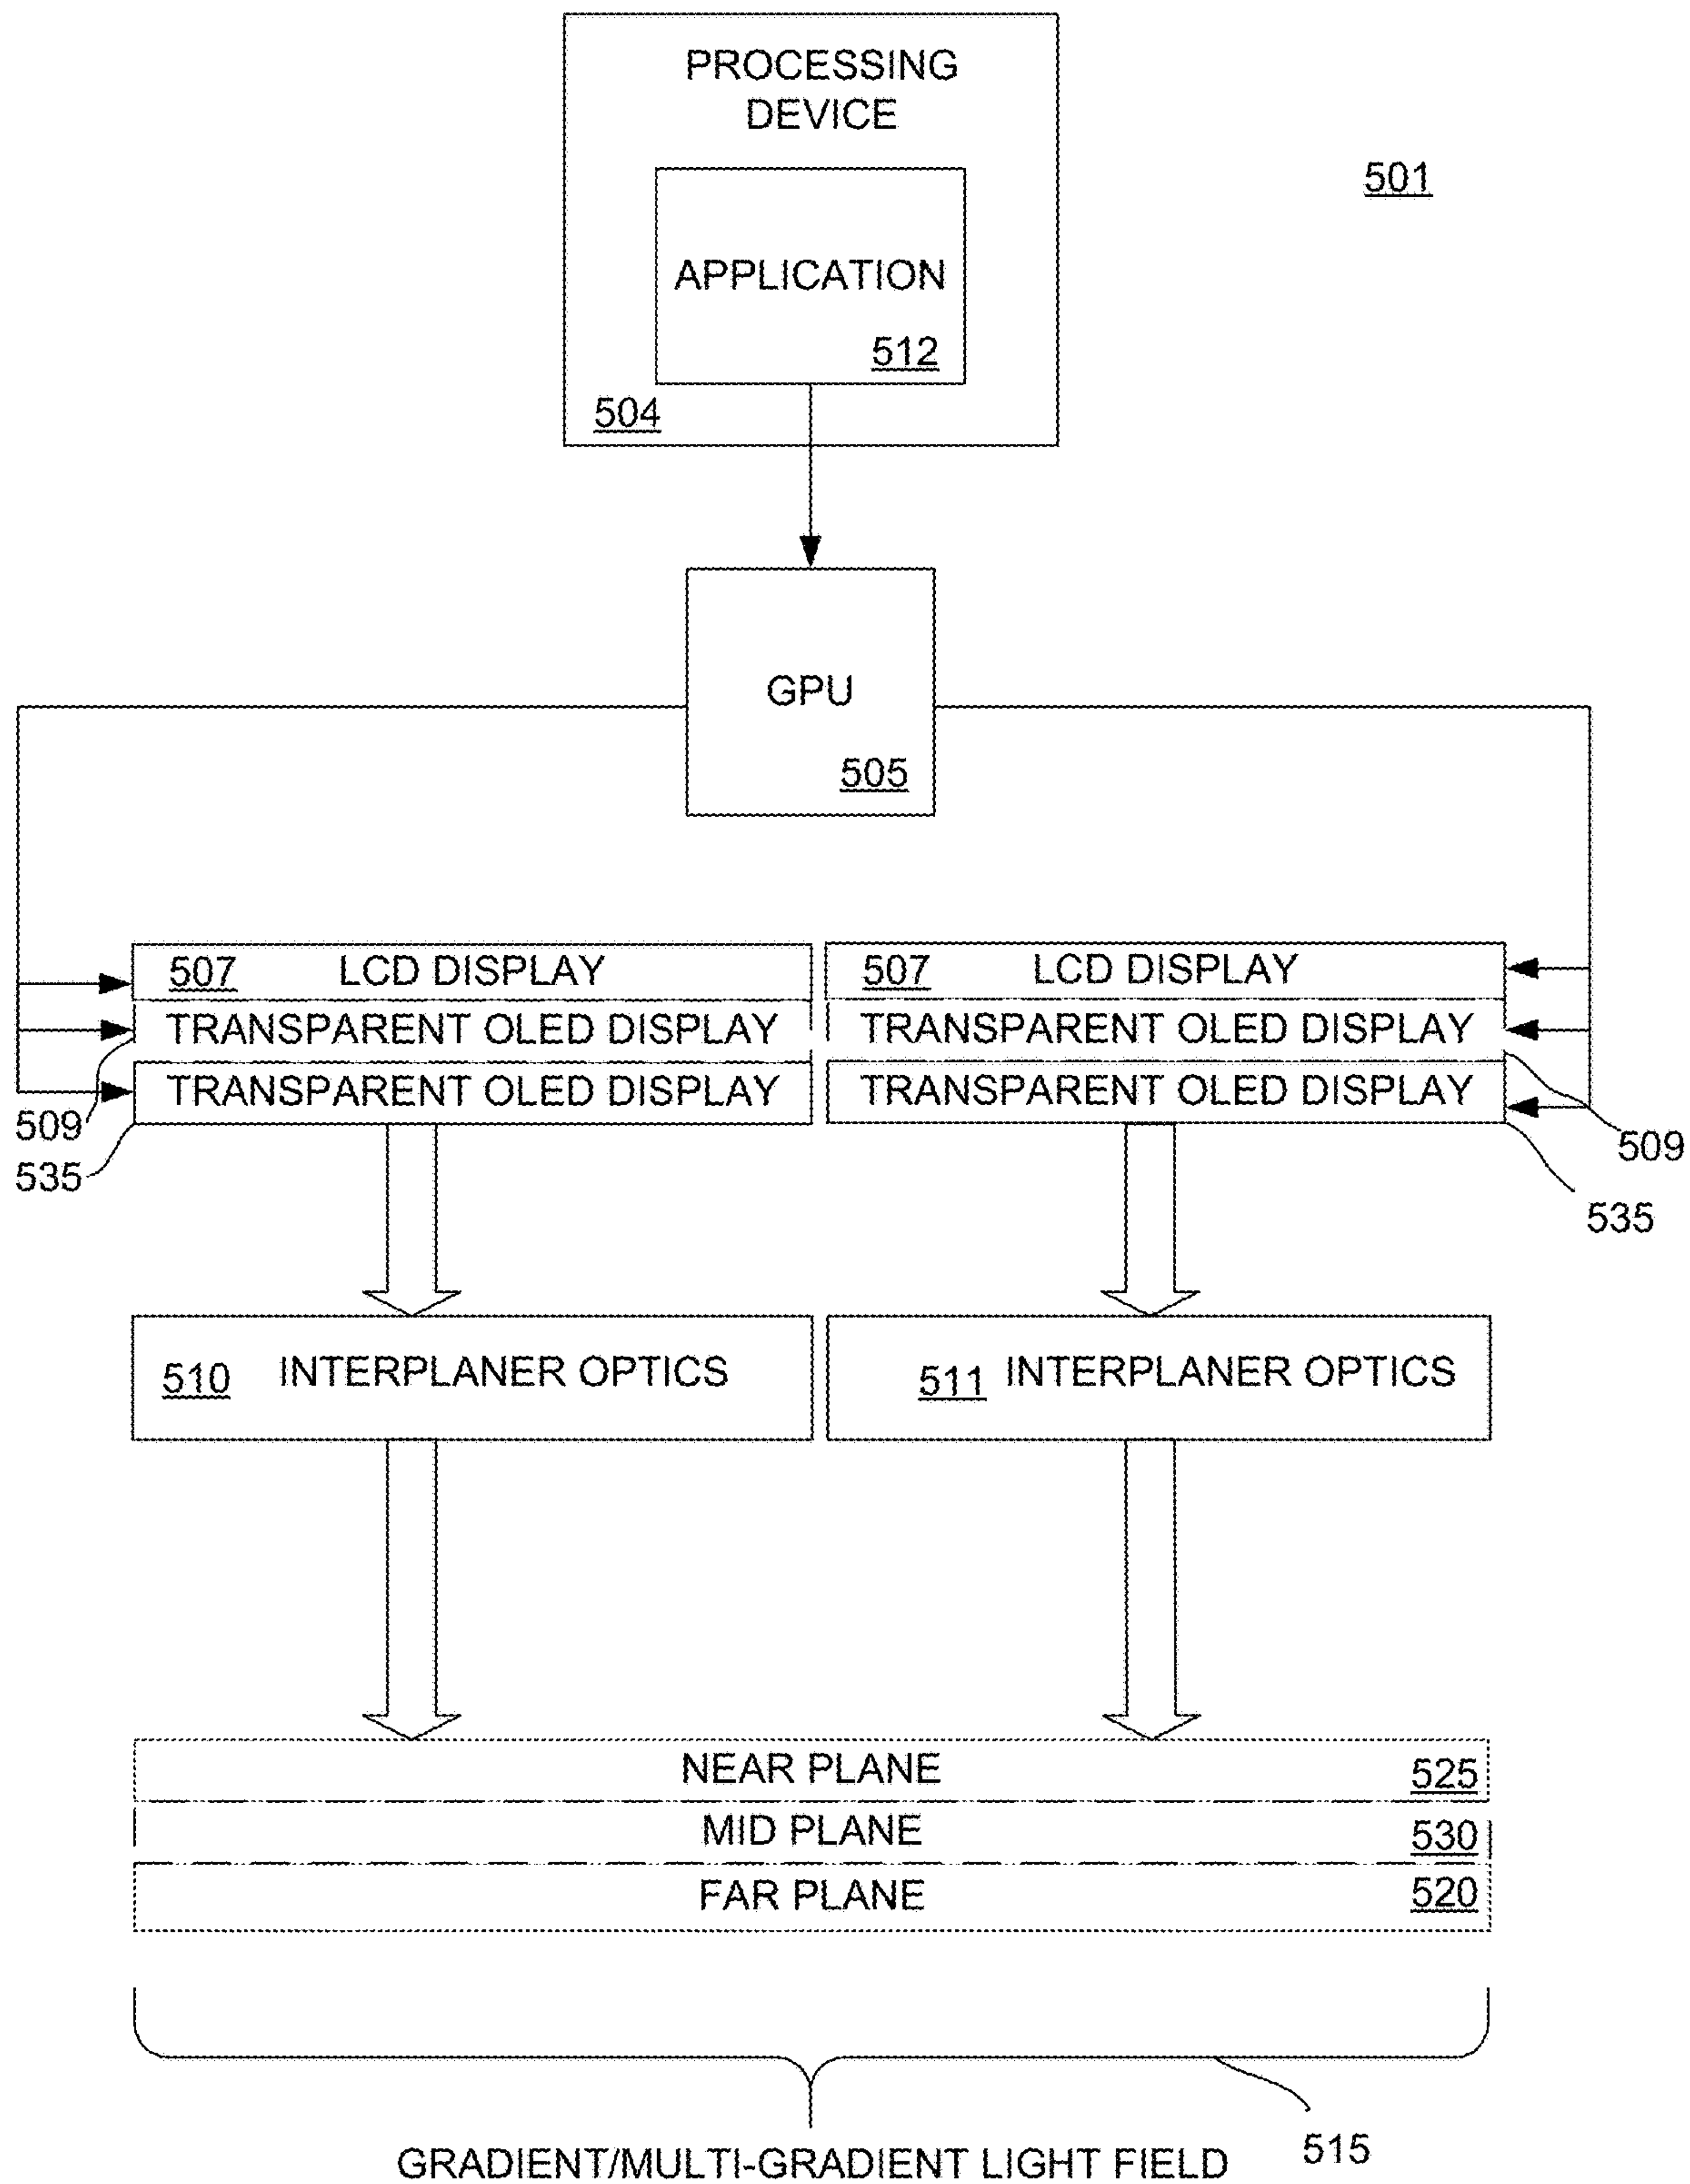 PROCESSING
DEVICE
501
APPLICATION
512
504
GPU
505
507 LCD DISPLAY
507 LCD DISPLAY
TRANSPARENT OLED DISPLAY
TRANSPARENT OLED DISPLAY
TRANSPARENT OLED DISPLAY
TRANSPARENT OLED DISPLAY
509
509
535
535
510 INTERPLANER OPTICS
511 INTERPLANER OPTICS
NEAR PLANE 525
MID PLANE 530
FAR PLANE 520
515
GRADIENT/MULTI-GRADIENT LIGHT FIELD